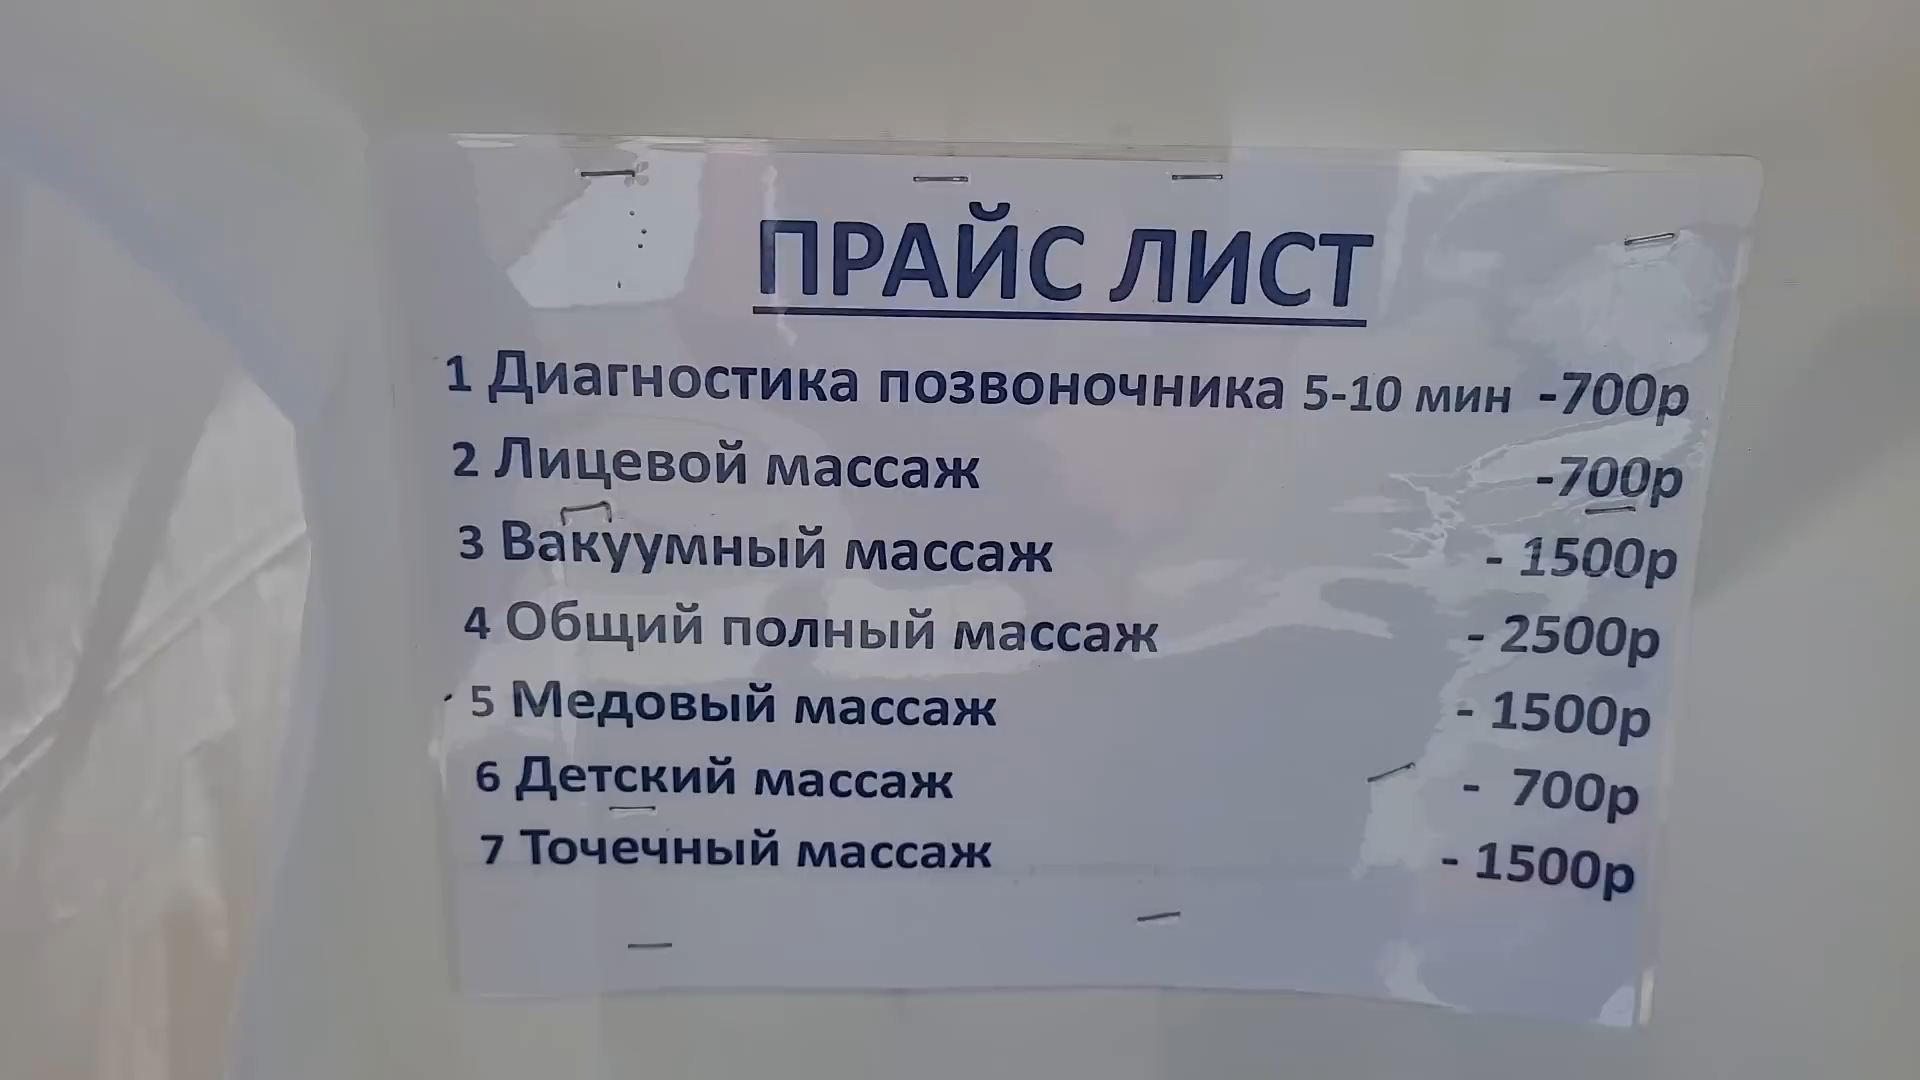 ПРАЙС ЛИСТ
1 Диагностика позвоночника 5-10 мин -700р
2 Лицевой массаж -700р
3 Вакуумный массаж - 1500р
4 Общий полный массаж - 2500р
5 Медовый массаж - 1500р
6 Детский массаж - 700р
7 Точечный массаж - 1500р